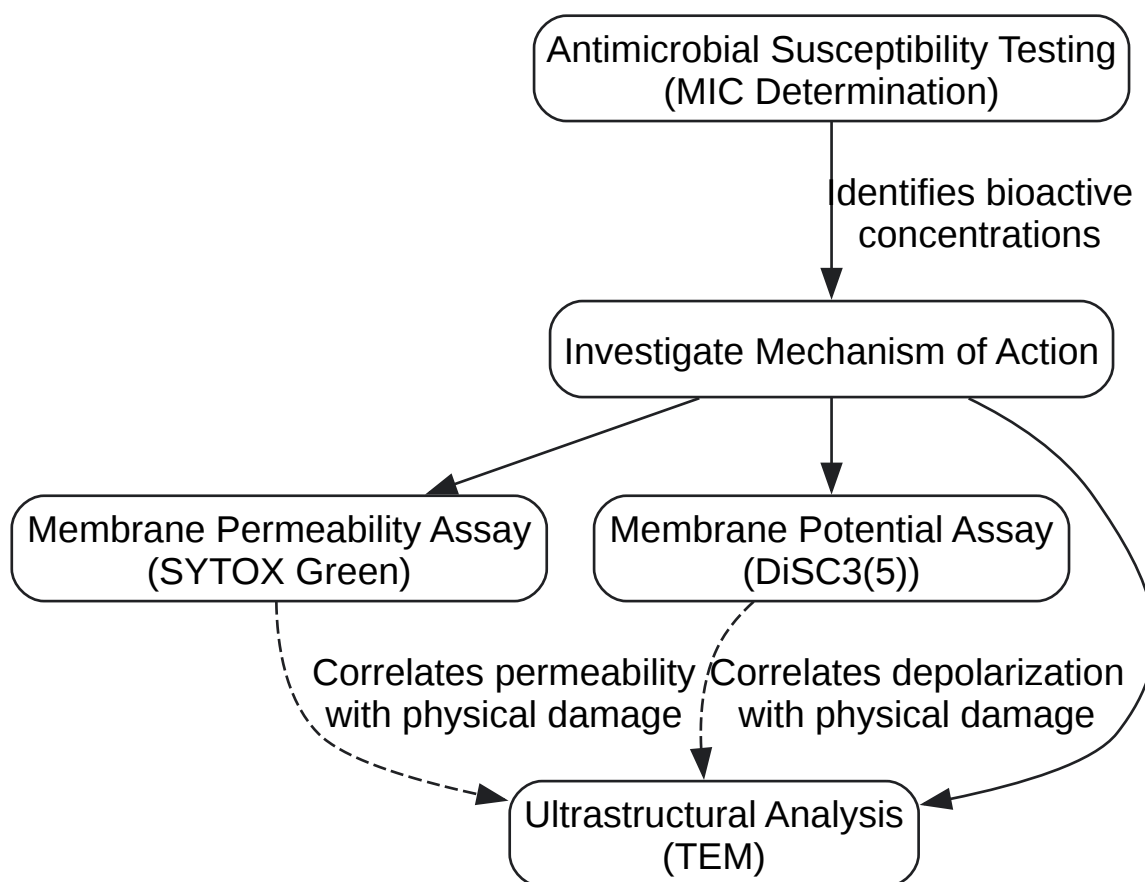 Antimicrobial Susceptibility Testing
(MIC Determination)
Identifies bioactive
concentrations
Investigate Mechanism of Action
Membrane Permeability Assay
(SYTOX Green)
Membrane Potential Assay
(DiSC3(5))
Correlates permeability
with physical damage
Correlates depolarization
with physical damage
Ultrastructural Analysis
(TEM)